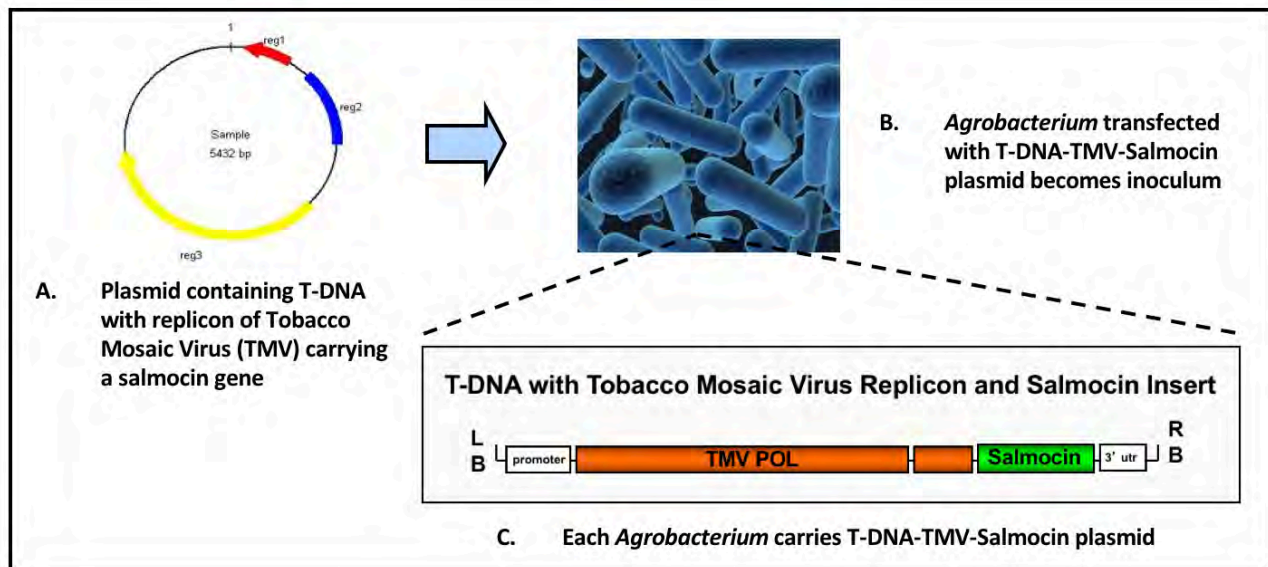 1
reg1
reg2
Sample
5432 bp
reg3
A. Plasmid containing T-DNA
with replicon of Tobacco
Mosaic Virus (TMV) carrying
a salmocin gene
B. Agrobacterium transfected
with T-DNA-TMV-Salmocin
plasmid becomes inoculum
T-DNA with Tobacco Mosaic Virus Replicon and Salmocin Insert
L
B
promoter
TMV POL
Salmocin
3' utr
R
B
C. Each Agrobacterium carries T-DNA-TMV-Salmocin plasmid